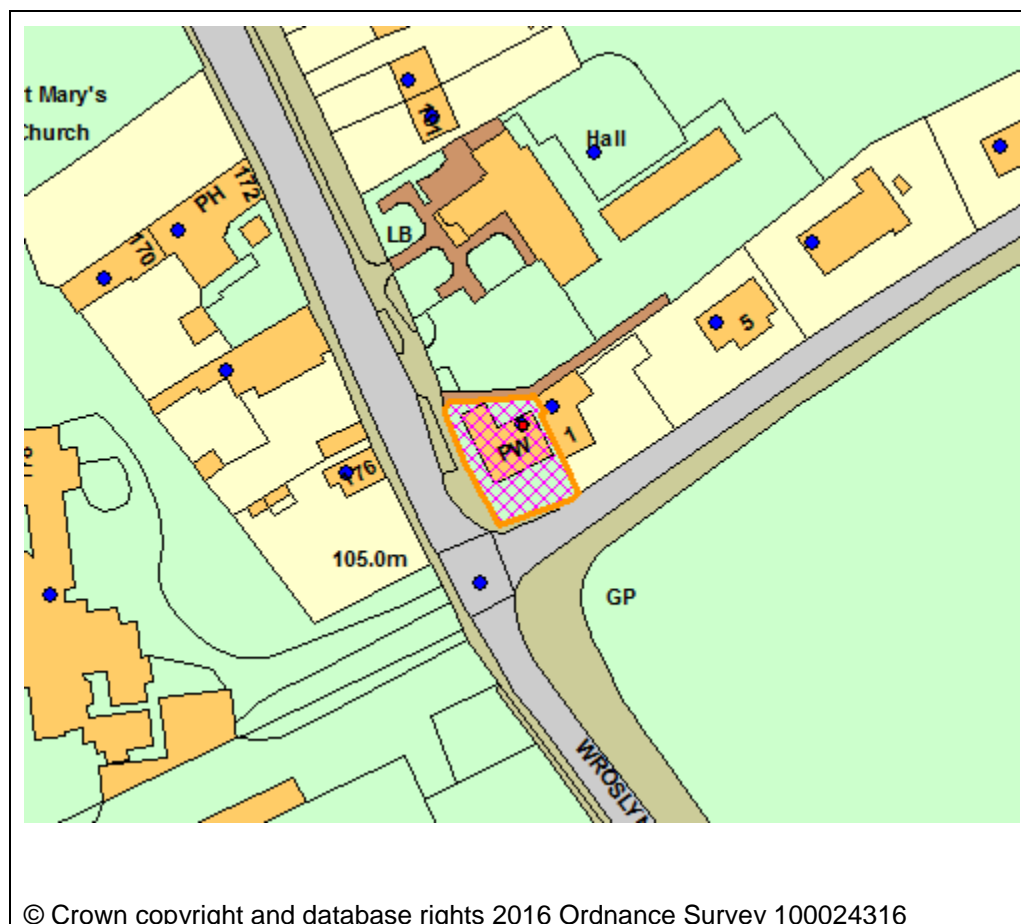 t Mary's
Church
Hall
PH
172
170
LB
5
1
PW
176
105.0m
GP
WROSLY
© Crown copyright and database rights 2016 Ordnance Survey 100024316